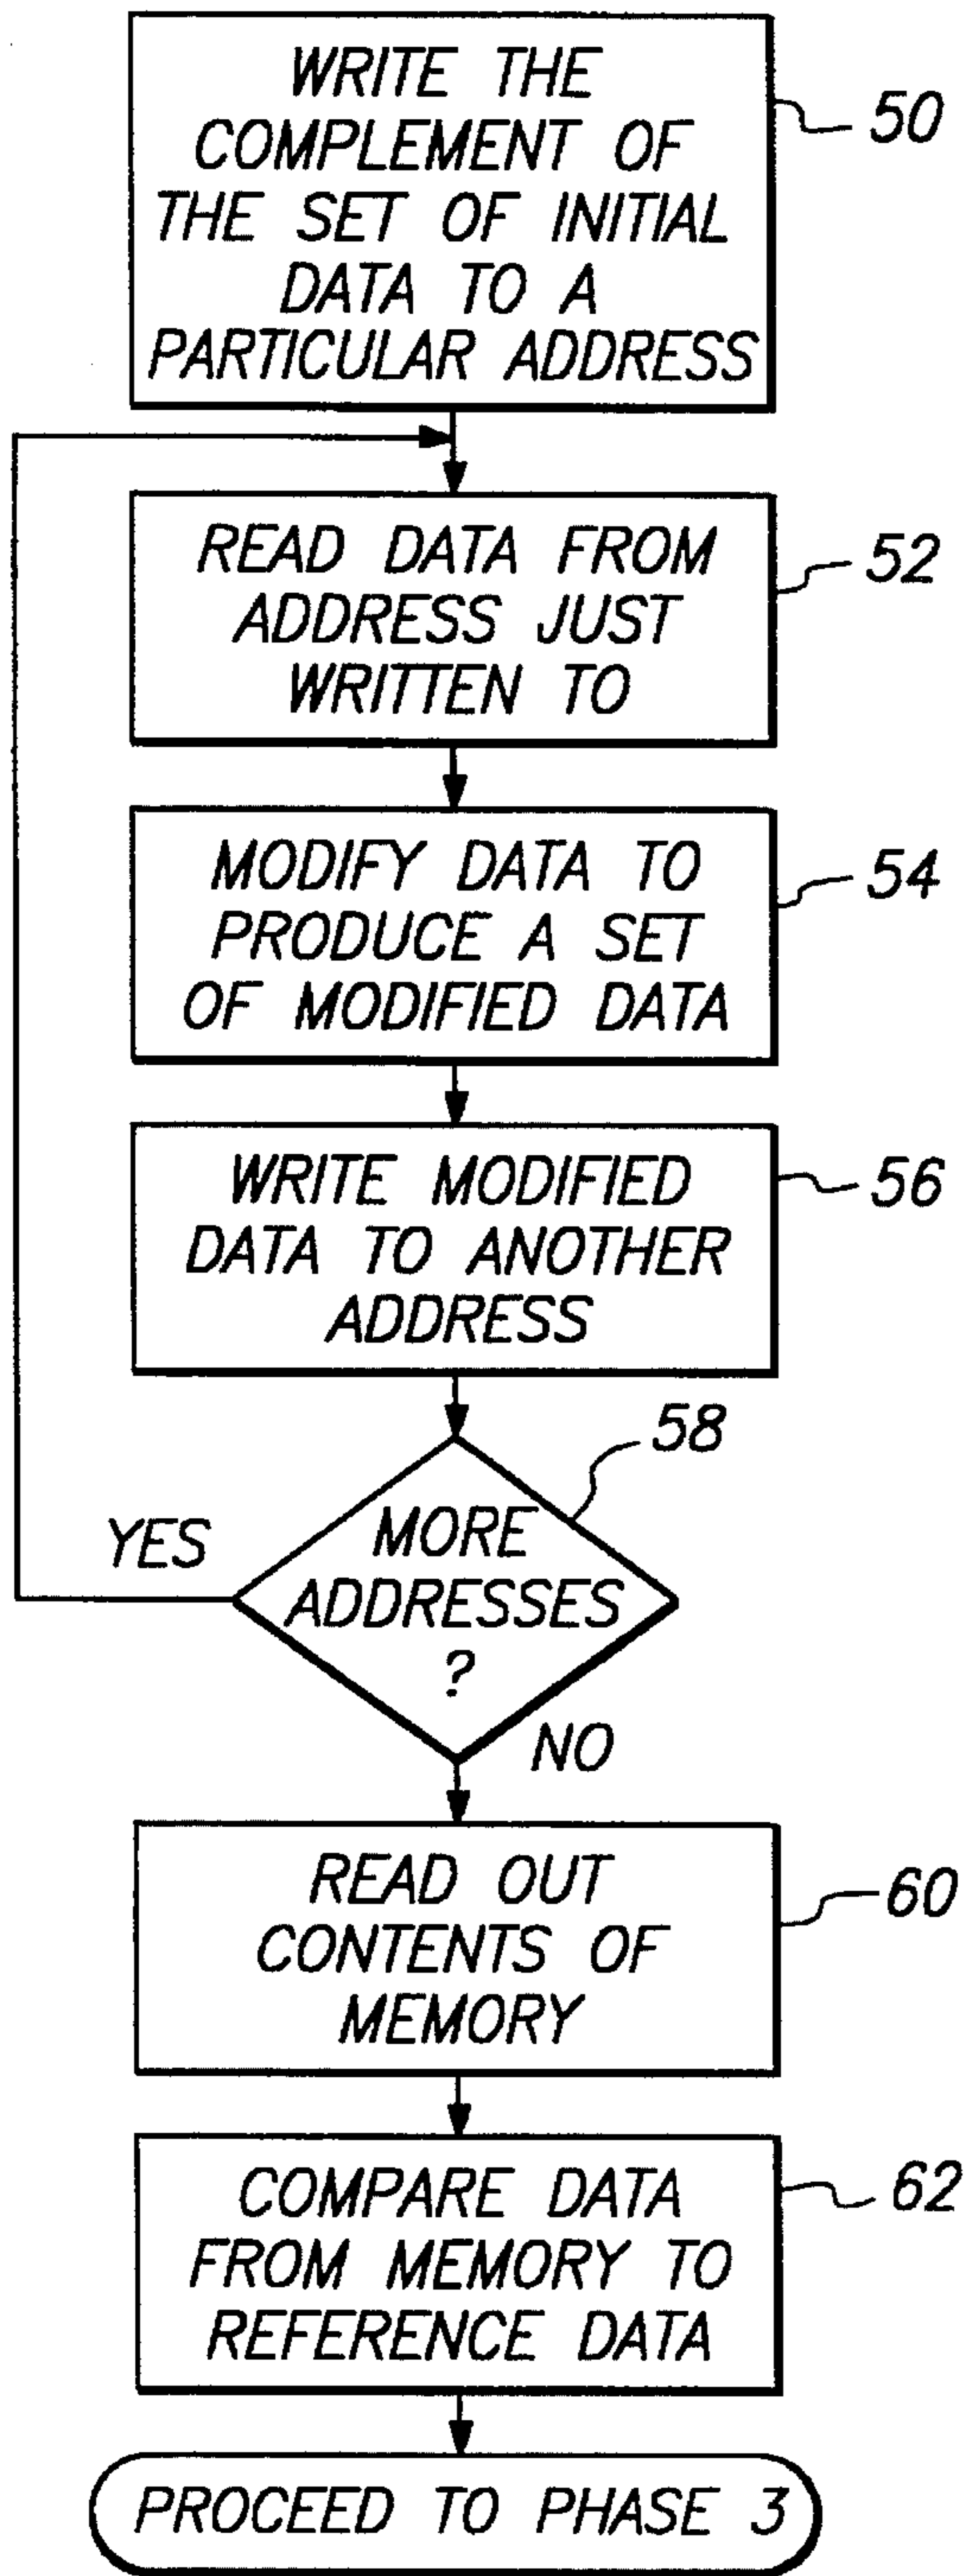 WRITE THE
COMPLEMENT OF
THE SET OF INITIAL
DATA TO A
PARTICULAR ADDRESS
50
READ DATA FROM
ADDRESS JUST
WRITTEN TO
52
MODIFY DATA TO
PRODUCE A SET
OF MODIFIED DATA
54
WRITE MODIFIED
DATA TO ANOTHER
ADDRESS
56
58
YES
MORE
ADDRESSES
?
NO
READ OUT
CONTENTS OF
MEMORY
60
COMPARE DATA
FROM MEMORY TO
REFERENCE DATA
62
PROCEED TO PHASE 3